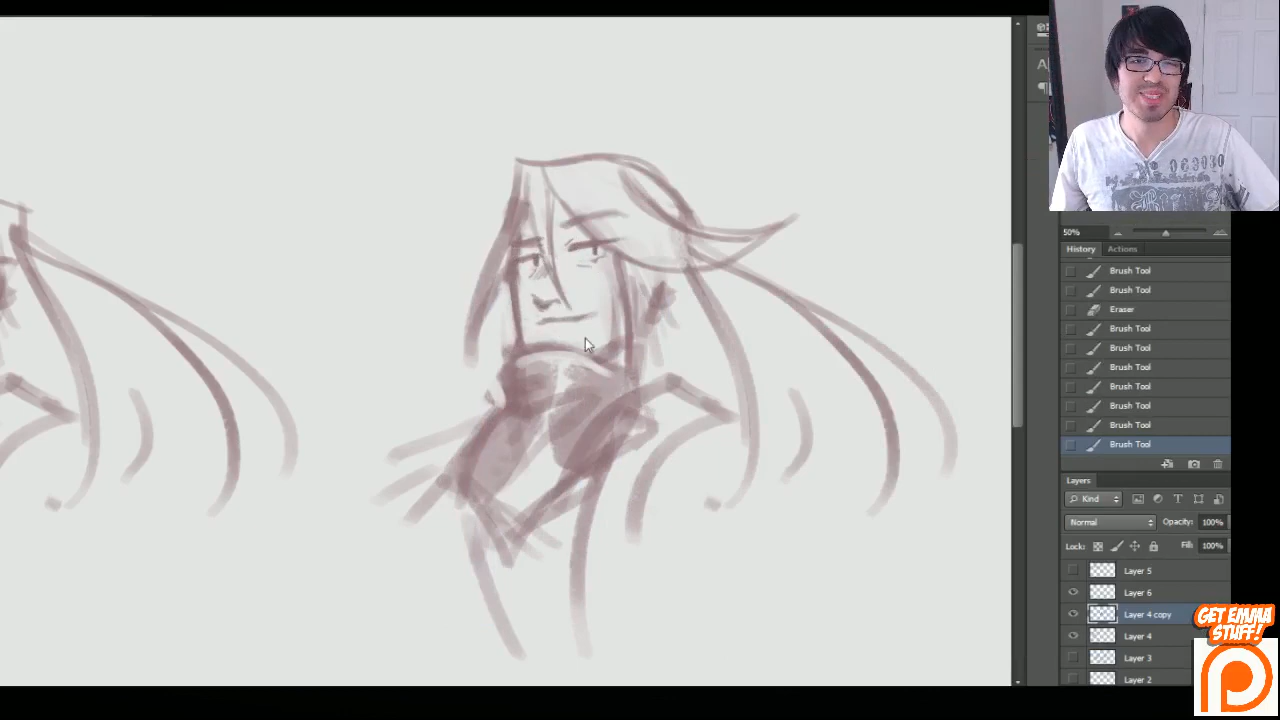 063030
50%
History Actions
Brush Tool
Brush Tool
Eraser
Brush Tool
Brush Tool
Brush Tool
Brush Tool
Brush Tool
Brush Tool
Brush Tool
Layers
Kind
Normal Opacity: 100%
Lock: Fill: 100%
Layer 5
Layer 6
Layer 4 copy
Layer 4
Layer 3
Layer 2
GET EMMA
STUFF!